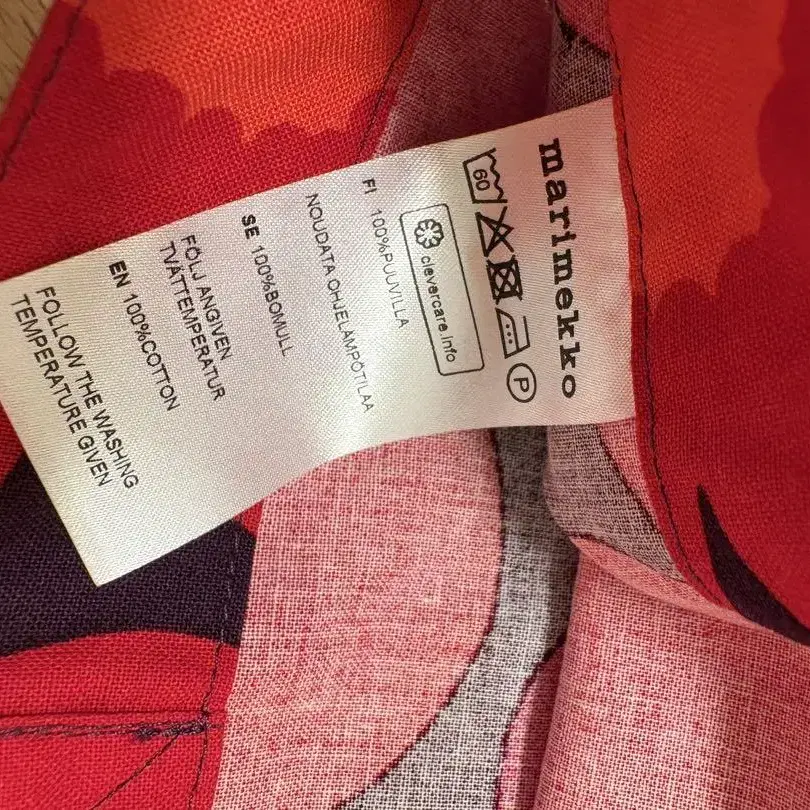 marimekko
60 P
clevercare.info
FI 100%PUUVILLA
NOUDATA OHJELÄMPÖTILAA
SE 100%BOMULL
FÖLJ ANGIVEN
TVÄTTEMPERATUR
EN 100%COTTON
FOLLOW THE WASHING
TEMPERATURE GIVEN